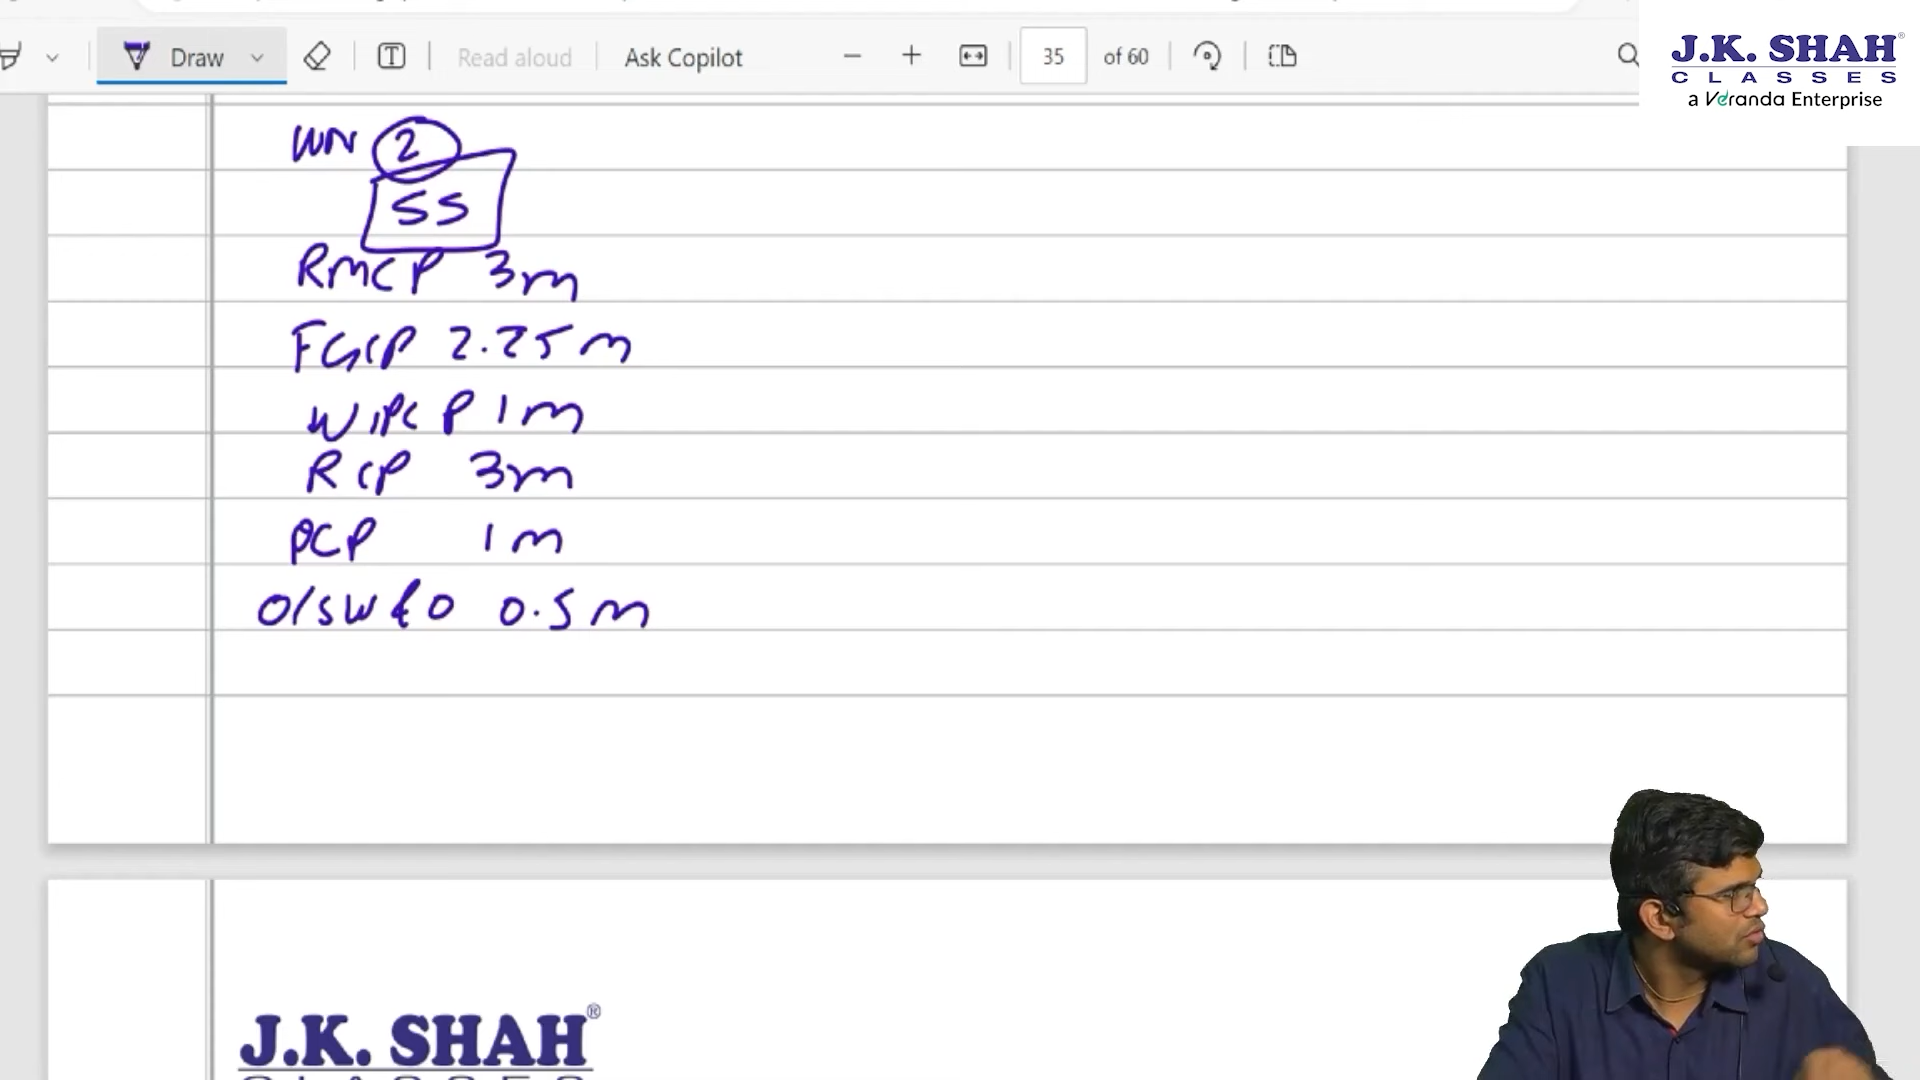 Draw
Read aloud
Ask Copilot
35 of 60
J.K. SHAH®
CLASSES
a Veranda Enterprise
WN 2
SS
RMCP 3m
FGCP 2.25m
WIPCP 1m
RCP 3m
PCP 1m
O/S W & O 0.5m
J.K. SHAH®